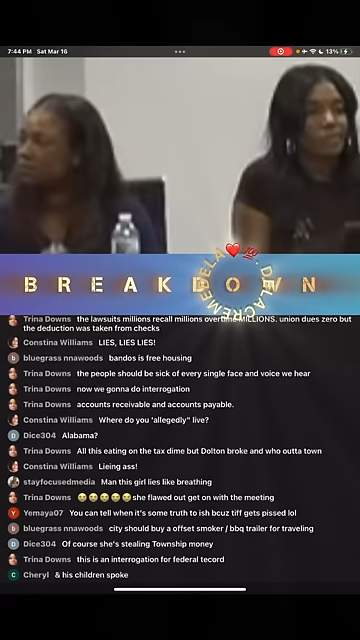 7:44 PM Sat Mar 16
13%
❤️ 💯
DELACREMEDELA
BREAKDOWN
Trina Downs the lawsuits millions recall millions overtime MILLIONS. union dues zero but
the deduction was taken from checks
Constina Williams LIES, LIES LIES!
bluegrass nnawoods bandos is free housing
Trina Downs the people should be sick of every single face and voice we hear
Trina Downs now we gonna do interrogation
Trina Downs accounts receivable and accounts payable.
Constina Williams Where do you 'allegedly" live?
Dice304 Alabama?
Trina Downs All this eating on the tax dime but Dolton broke and who outta town
Constina Williams Lieing ass!
stayfocusedmedia Man this girl lies like breathing
Trina Downs 😂😂😂😂😂she flawed out get on with the meeting
Yemaya07 You can tell when it's some truth to ish bcuz tiff gets pissed lol
bluegrass nnawoods city should buy a offset smoker / bbq trailer for traveling
Dice304 Of course she's stealing Township money
Trina Downs this is an interrogation for federal tecord
Cheryl & his children spoke